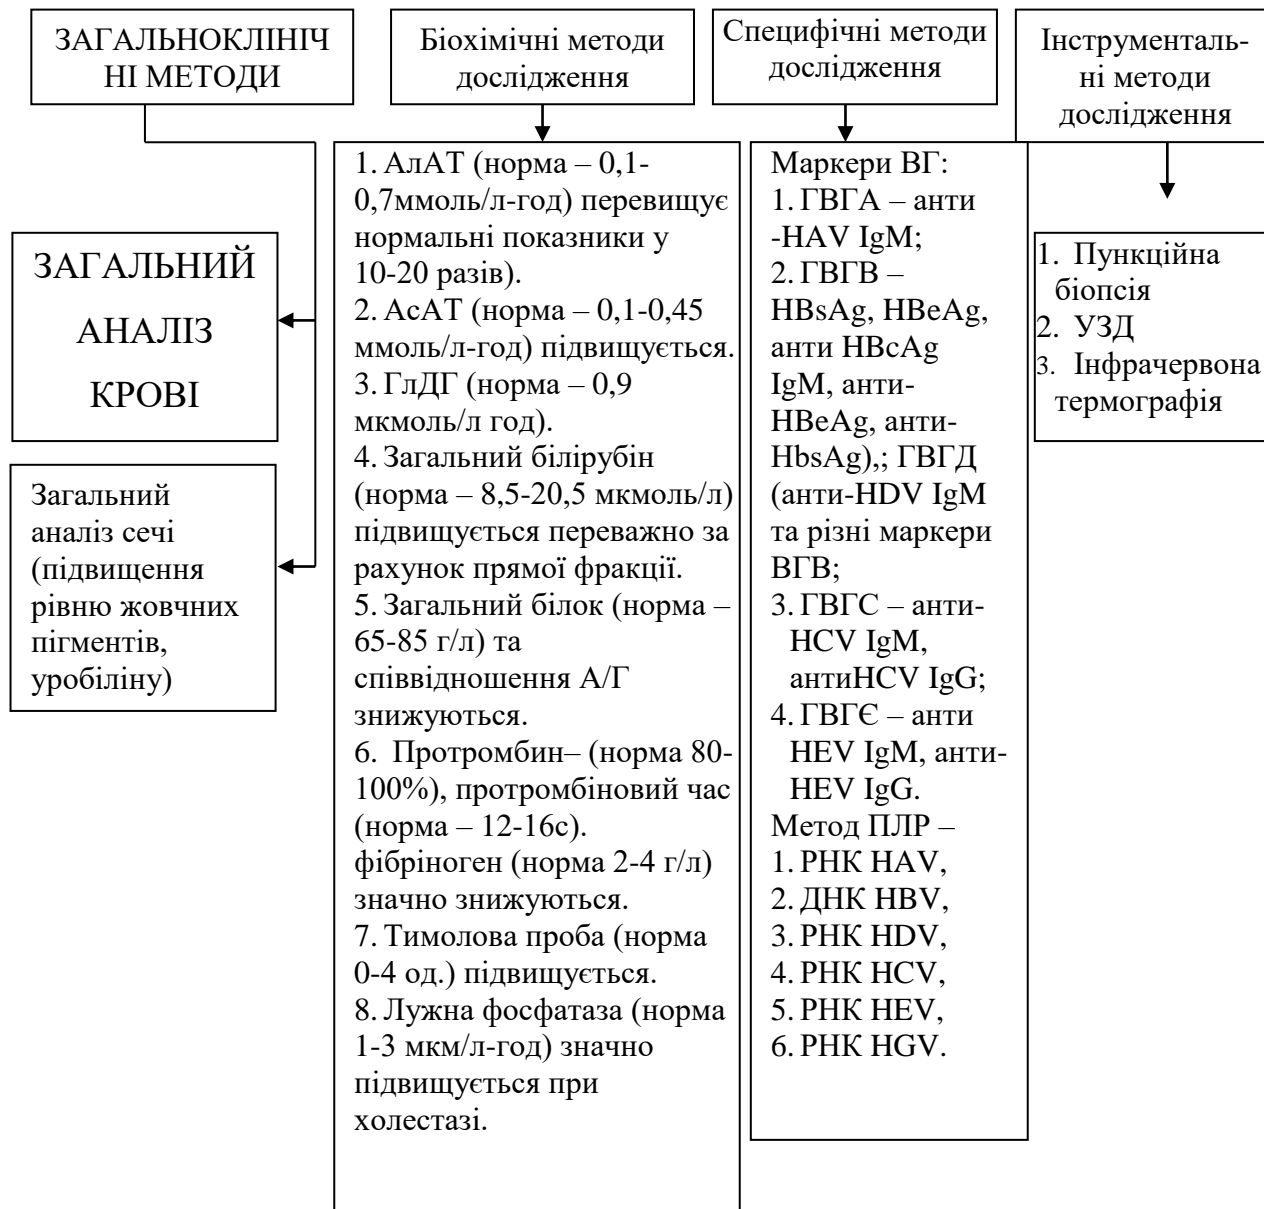 ЗАГАЛЬНОКЛІНІЧ
НІ МЕТОДИ
ЗАГАЛЬНИЙ
АНАЛІЗ
КРОВІ
Загальний
аналіз сечі
(підвищення
рівню жовчних
пігментів,
уробіліну)
Біохімічні методи
дослідження
1. АлАТ (норма – 0,1-
0,7ммоль/л-год) перевищує
нормальні показники у
10-20 разів).
2. АсАТ (норма – 0,1-0,45
ммоль/л-год) підвищується.
3. ГлДГ (норма – 0,9
мкмоль/л год).
4. Загальний білірубін
(норма – 8,5-20,5 мкмоль/л)
підвищується переважно за
рахунок прямої фракції.
5. Загальний білок (норма –
65-85 г/л) та
співвідношення А/Г
знижуються.
6. Протромбин– (норма 80-
100%), протромбіновий час
(норма – 12-16с).
фібріноген (норма 2-4 г/л)
значно знижуються.
7. Тимолова проба (норма
0-4 од.) підвищується.
8. Лужна фосфатаза (норма
1-3 мкм/л-год) значно
підвищується при
холестазі.
Специфічні методи
дослідження
Маркери ВГ:
1. ГВГА – анти
-HAV IgM;
2. ГВГВ –
HBsAg, HBeAg,
анти HBcAg
IgM, анти-
HBeAg, анти-
HbsAg),; ГВГД
(анти-HDV IgM
та різні маркери
ВГВ;
3. ГВГС – анти-
HCV IgM,
антиHCV IgG;
4. ГВГЄ – анти
HEV IgM, анти-
HEV IgG.
Метод ПЛР –
1. РНК HAV,
2. ДНК HBV,
3. РНК HDV,
4. РНК HCV,
5. РНК HEV,
6. РНК HGV.
Інструменталь-
ні методи
дослідження
1. Пункційна
біопсія
2. УЗД
3. Інфрачервона
термографія